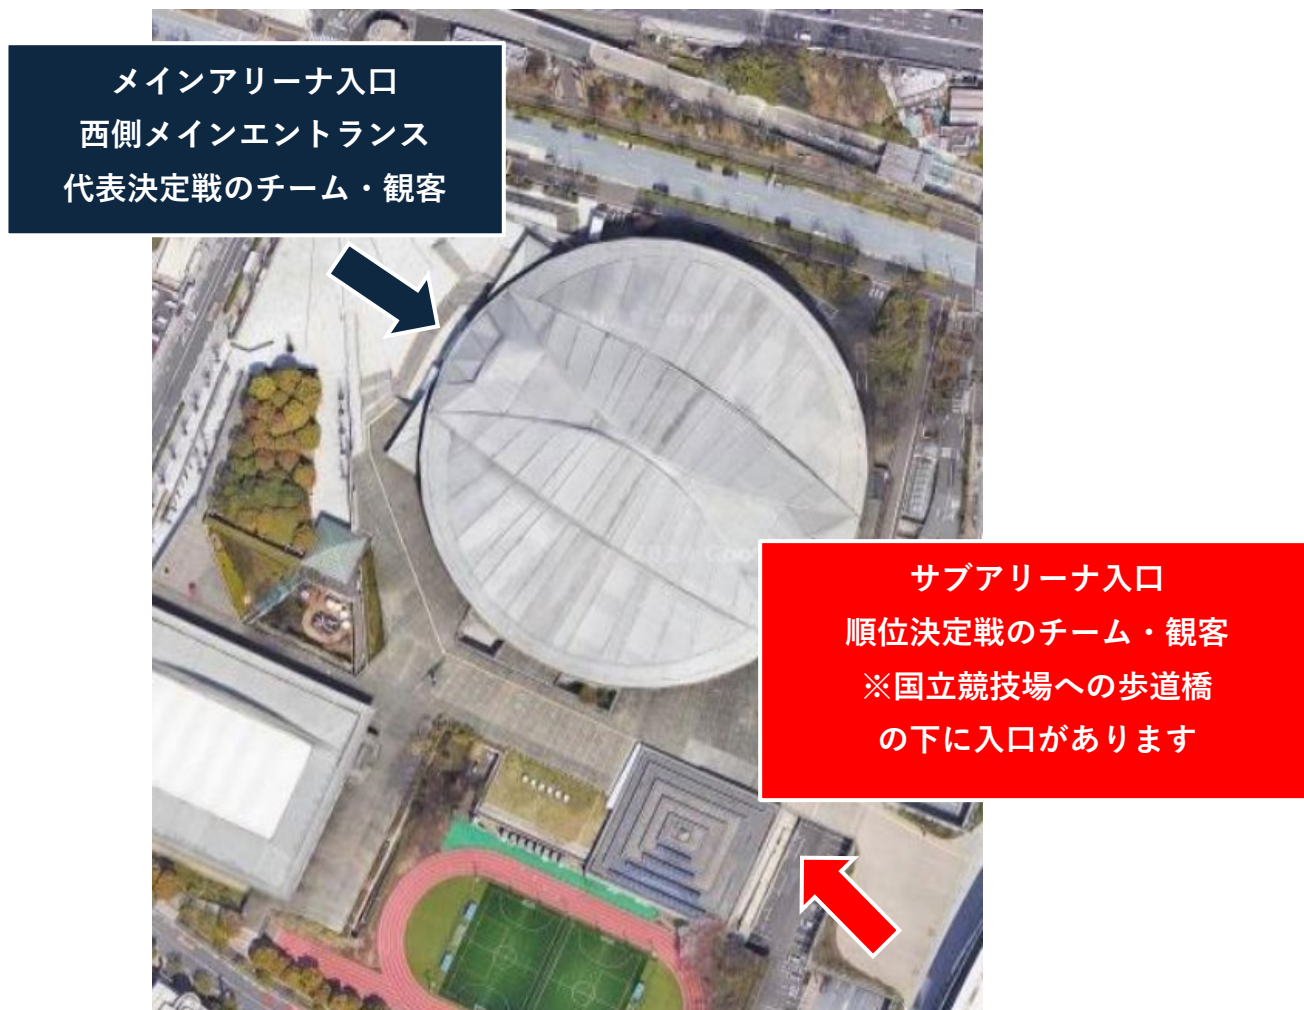 メインアリーナ入口
西側メインエントランス
代表決定戦のチーム・観客
サブアリーナ入口
順位決定戦のチーム・観客
※国立競技場への歩道橋
の下に入口があります